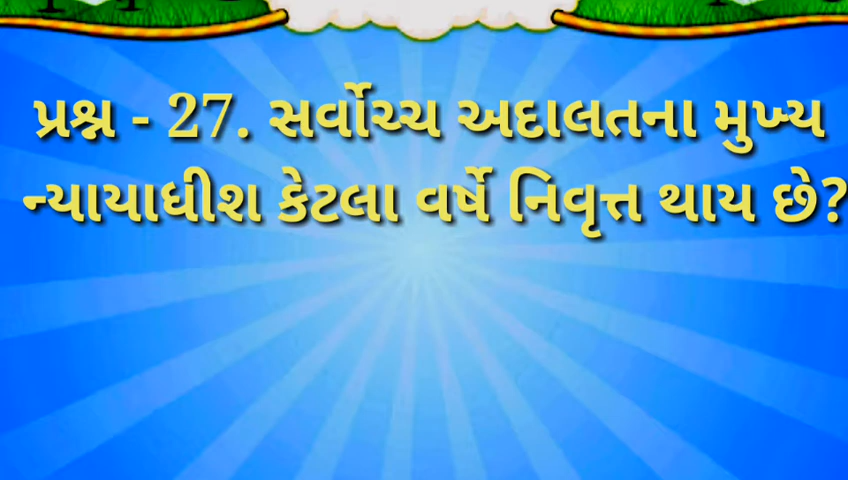 પ્રશ્ન - 27. સર્વોચ્ચ અદાલતના મુખ્ય
ન્યાયાધીશ કેટલા વર્ષે નિવૃત્ત થાય છે?